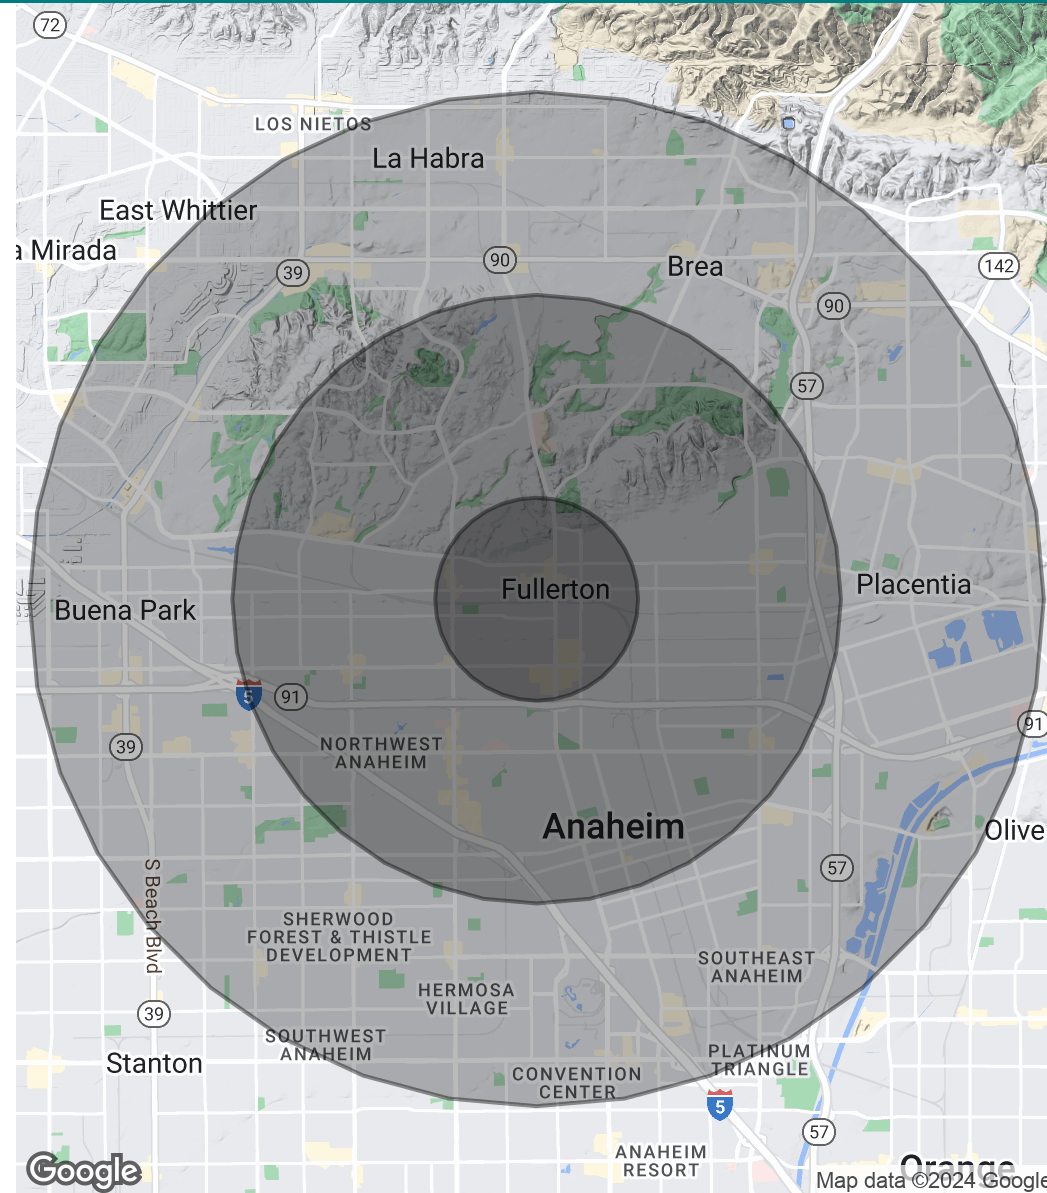 72
LOS NIETOS
La Habra
East Whittier
a Mirada
39
90
Brea
142
90
57
Fullerton
Placentia
Buena Park
5
91
91
39
NORTHWEST
ANAHEIM
Anaheim
Olive
57
S Beach Blvd
SHERWOOD
FOREST & THISTLE
DEVELOPMENT
SOUTHEAST
ANAHEIM
HERMOSA
VILLAGE
39
SOUTHWEST
ANAHEIM
Stanton
PLATINUM
TRIANGLE
CONVENTION
CENTER
5
57
ANAHEIM
RESORT
Orange
Google
Map data ©2024 Google